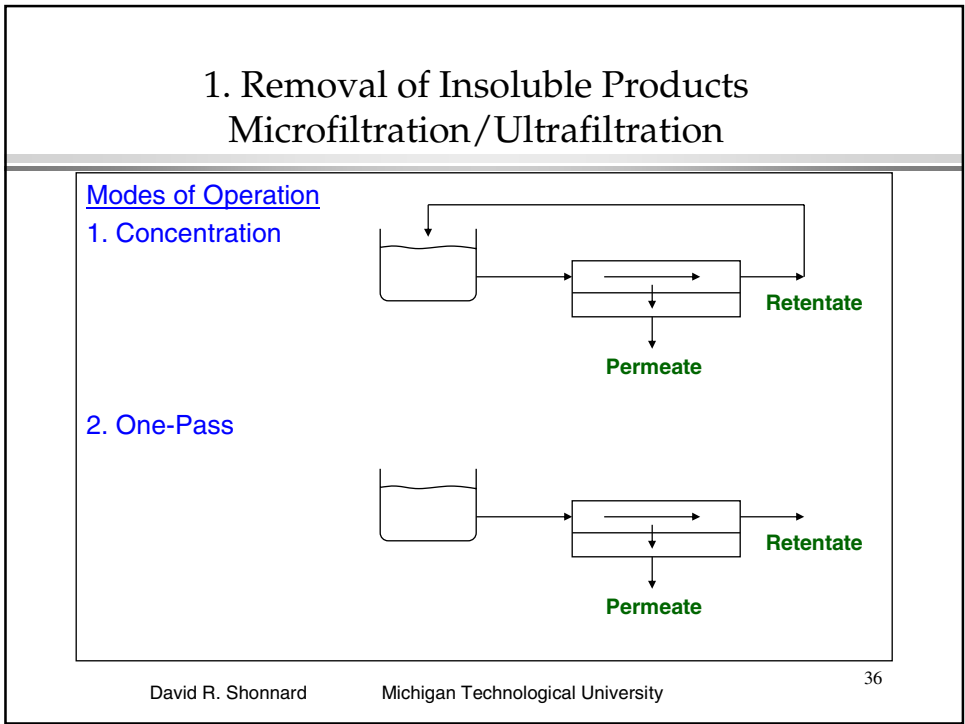 1. Removal of Insoluble Products
Microfiltration/Ultrafiltration
Modes of Operation
1. Concentration
Retentate
Permeate
2. One-Pass
Retentate
Permeate
David R. Shonnard Michigan Technological University 36